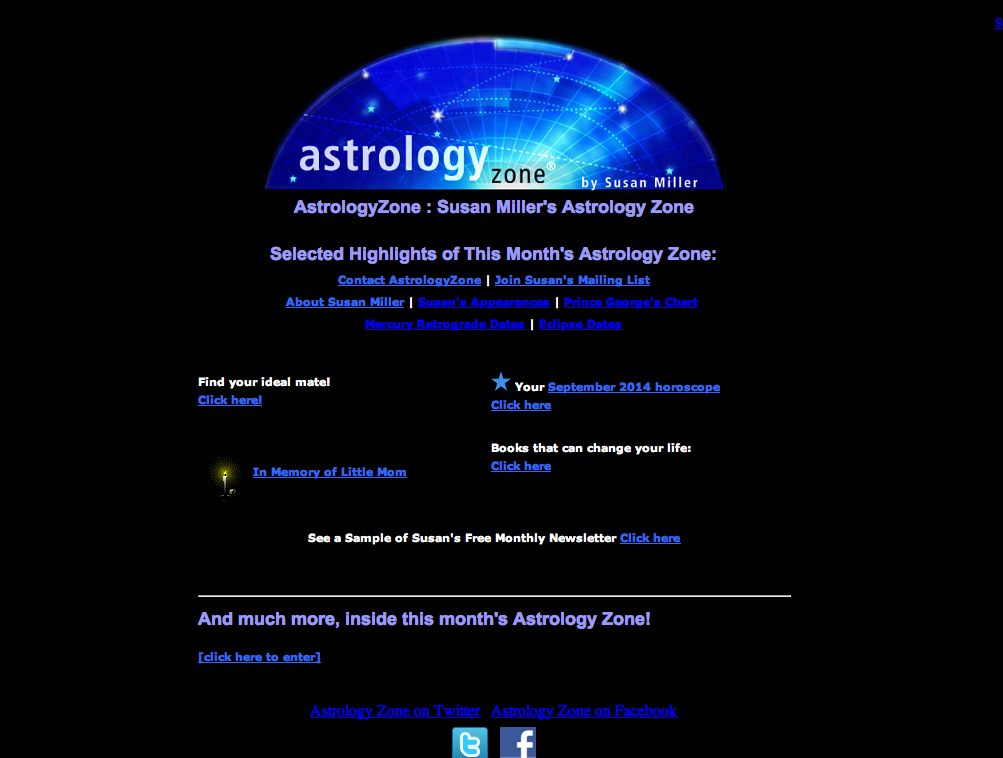 S
astrology
zone®
by Susan Miller
AstrologyZone : Susan Miller's Astrology Zone
Selected Highlights of This Month's Astrology Zone:
Contact AstrologyZone | Join Susan's Mailing List
About Susan Miller | Susan's Appearances | Prince George's Chart
Mercury Retrograde Dates | Eclipse Dates
Find your ideal mate!
Click here!
Your September 2014 horoscope
Click here
In Memory of Little Mom
Books that can change your life:
Click here
See a Sample of Susan's Free Monthly Newsletter Click here
And much more, inside this month's Astrology Zone!
[click here to enter]
Astrology Zone on Twitter Astrology Zone on Facebook